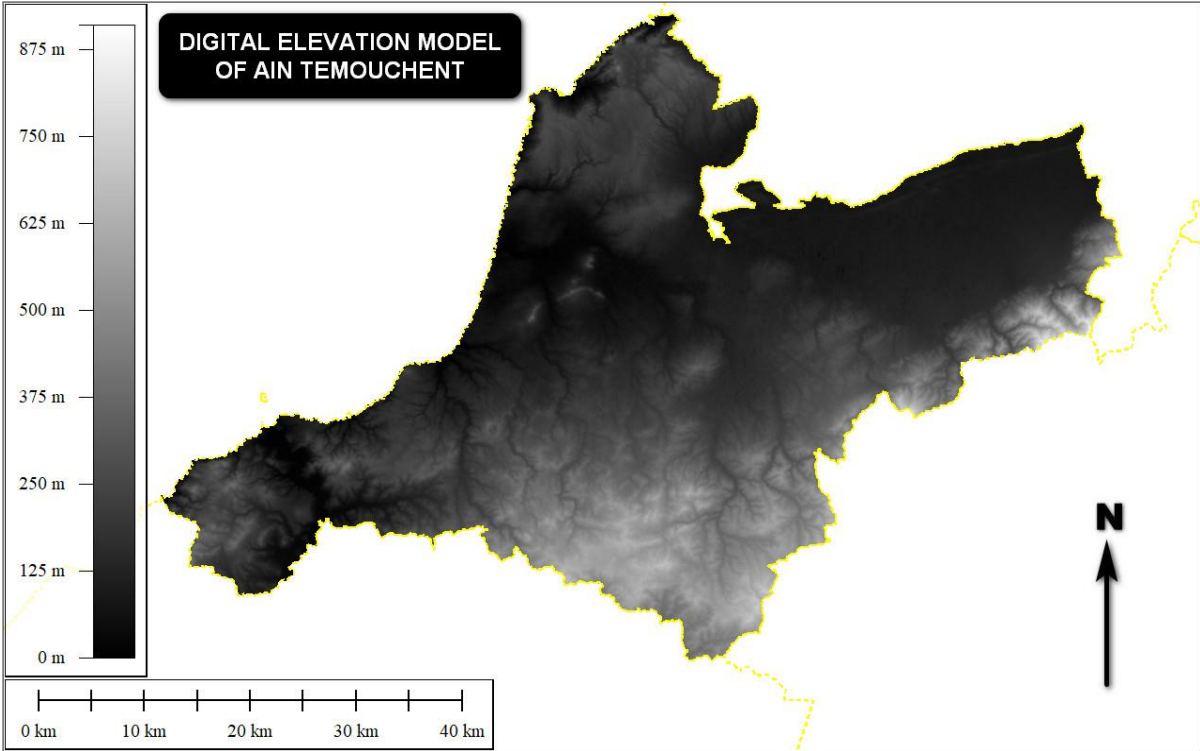 DIGITAL ELEVATION MODEL
OF AIN TEMOUCHENT
875 m
750 m
625 m
500 m
375 m
250 m
125 m
0 m
N
0 km 10 km 20 km 30 km 40 km